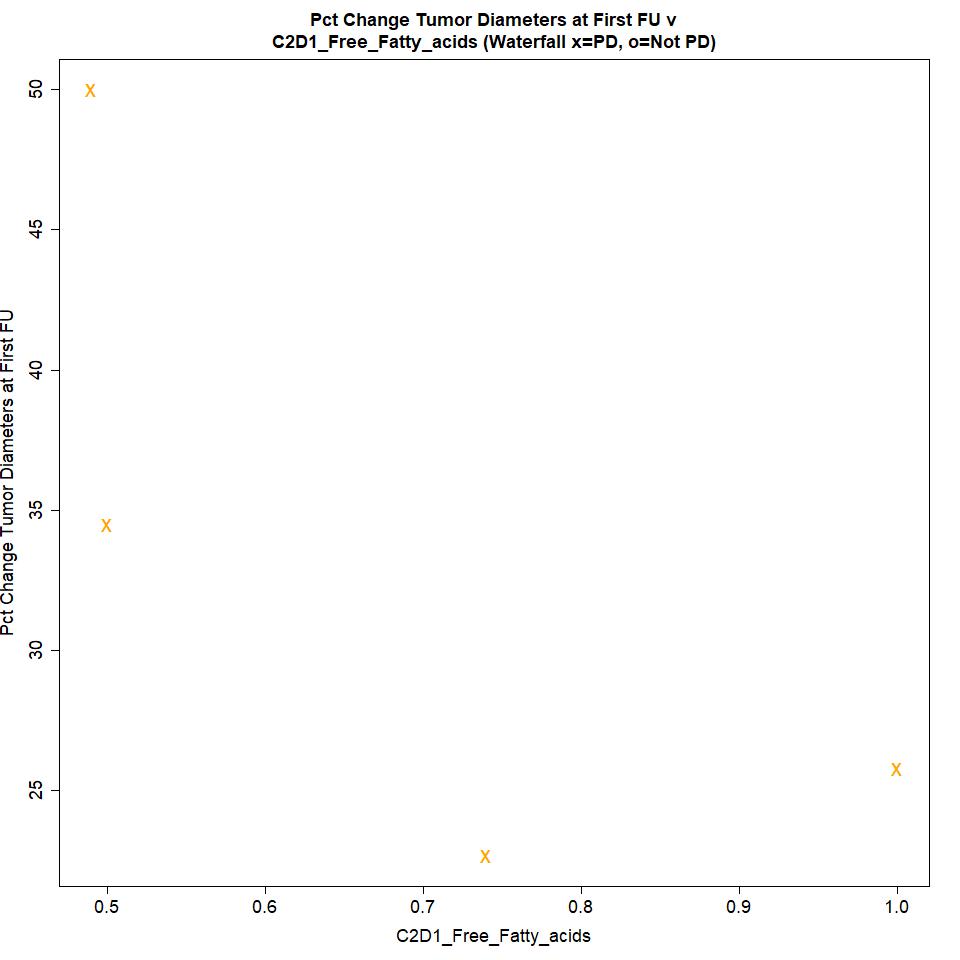 Pct Change Tumor Diameters at First FU v
C2D1_Free_Fatty_acids (Waterfall x=PD, o=Not PD)
Pct Change Tumor Diameters at First FU
50
45
40
35
30
25
X
X
X
X
0.5 0.6 0.7 0.8 0.9 1.0
C2D1_Free_Fatty_acids